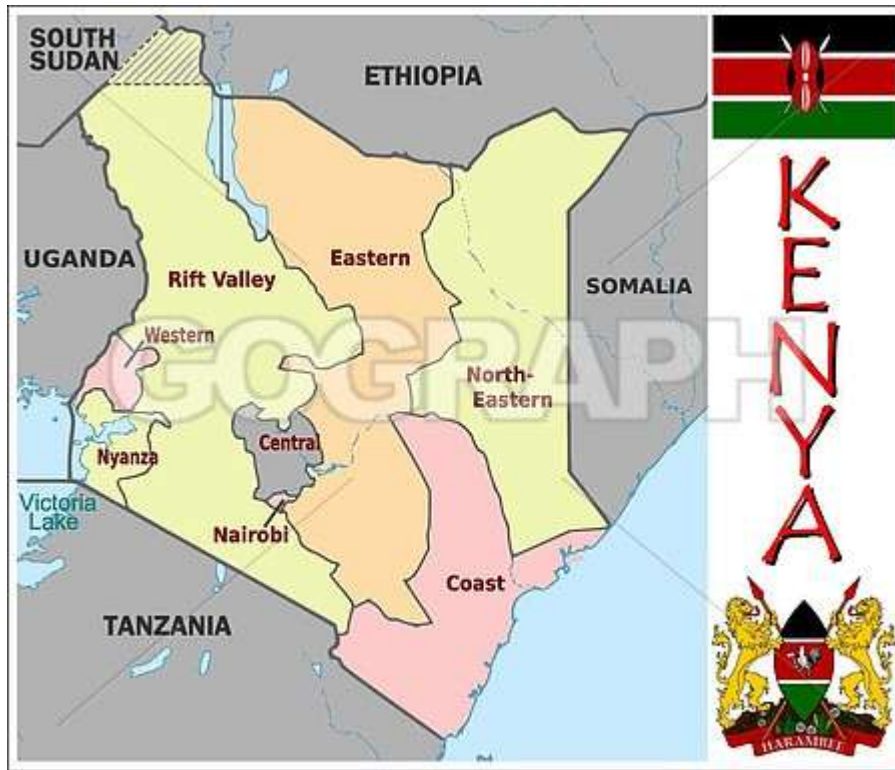 SOUTH
SUDAN
ETHIOPIA
UGANDA
Rift Valley
Eastern
SOMALIA
Western
GOGRAPH
North-
Eastern
Nyanza
Central
Victoria
Lake
Nairobi
Coast
TANZANIA
KENYA
HARAMBEE